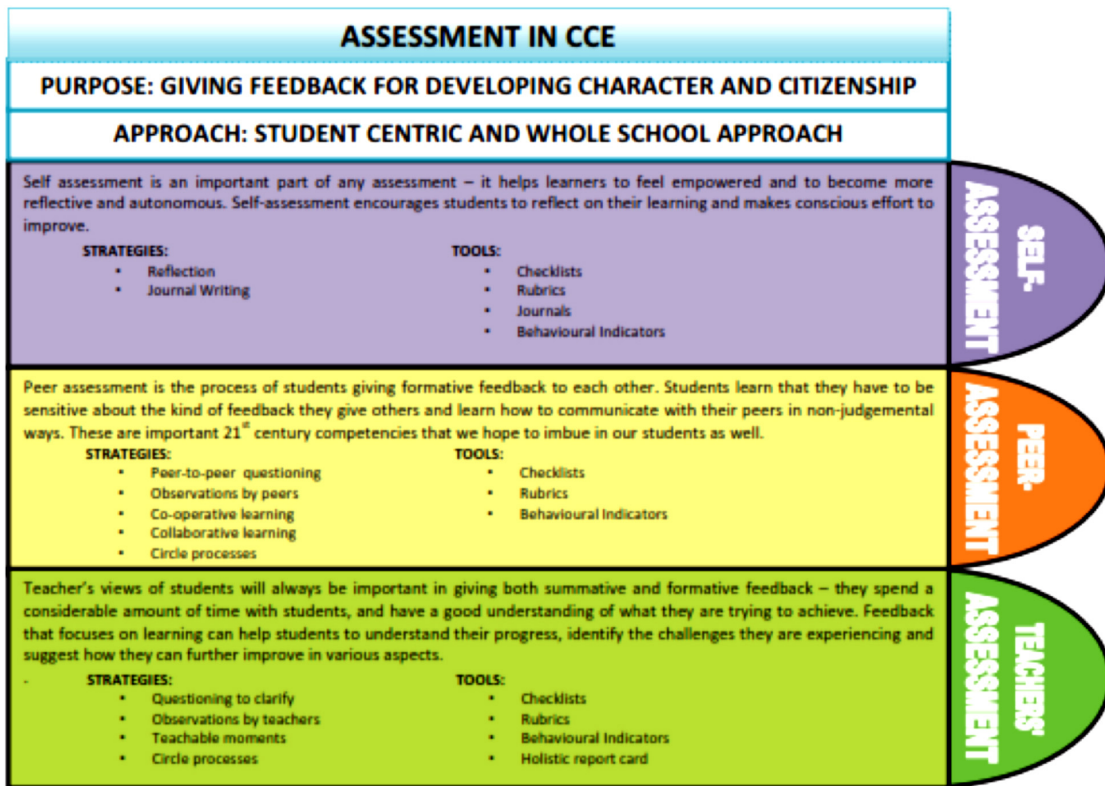 ASSESSMENT IN CCE
PURPOSE: GIVING FEEDBACK FOR DEVELOPING CHARACTER AND CITIZENSHIP
APPROACH: STUDENT CENTRIC AND WHOLE SCHOOL APPROACH
Self assessment is an important part of any assessment – it helps learners to feel empowered and to become more
reflective and autonomous. Self-assessment encourages students to reflect on their learning and makes conscious effort to
improve.
STRATEGIES:
• Reflection
• Journal Writing
TOOLS:
• Checklists
• Rubrics
• Journals
• Behavioural Indicators
SELF-
ASSESSMENT
Peer assessment is the process of students giving formative feedback to each other. Students learn that they have to be
sensitive about the kind of feedback they give others and learn how to communicate with their peers in non-judgemental
ways. These are important 21st century competencies that we hope to imbue in our students as well.
STRATEGIES:
• Peer-to-peer questioning
• Observations by peers
• Co-operative learning
• Collaborative learning
• Circle processes
TOOLS:
• Checklists
• Rubrics
• Behavioural Indicators
PEER-
ASSESSMENT
Teacher's views of students will always be important in giving both summative and formative feedback – they spend a
considerable amount of time with students, and have a good understanding of what they are trying to achieve. Feedback
that focuses on learning can help students to understand their progress, identify the challenges they are experiencing and
suggest how they can further improve in various aspects.
- STRATEGIES:
• Questioning to clarify
• Observations by teachers
• Teachable moments
• Circle processes
TOOLS:
• Checklists
• Rubrics
• Behavioural Indicators
• Holistic report card
TEACHERS'
ASSESSMENT